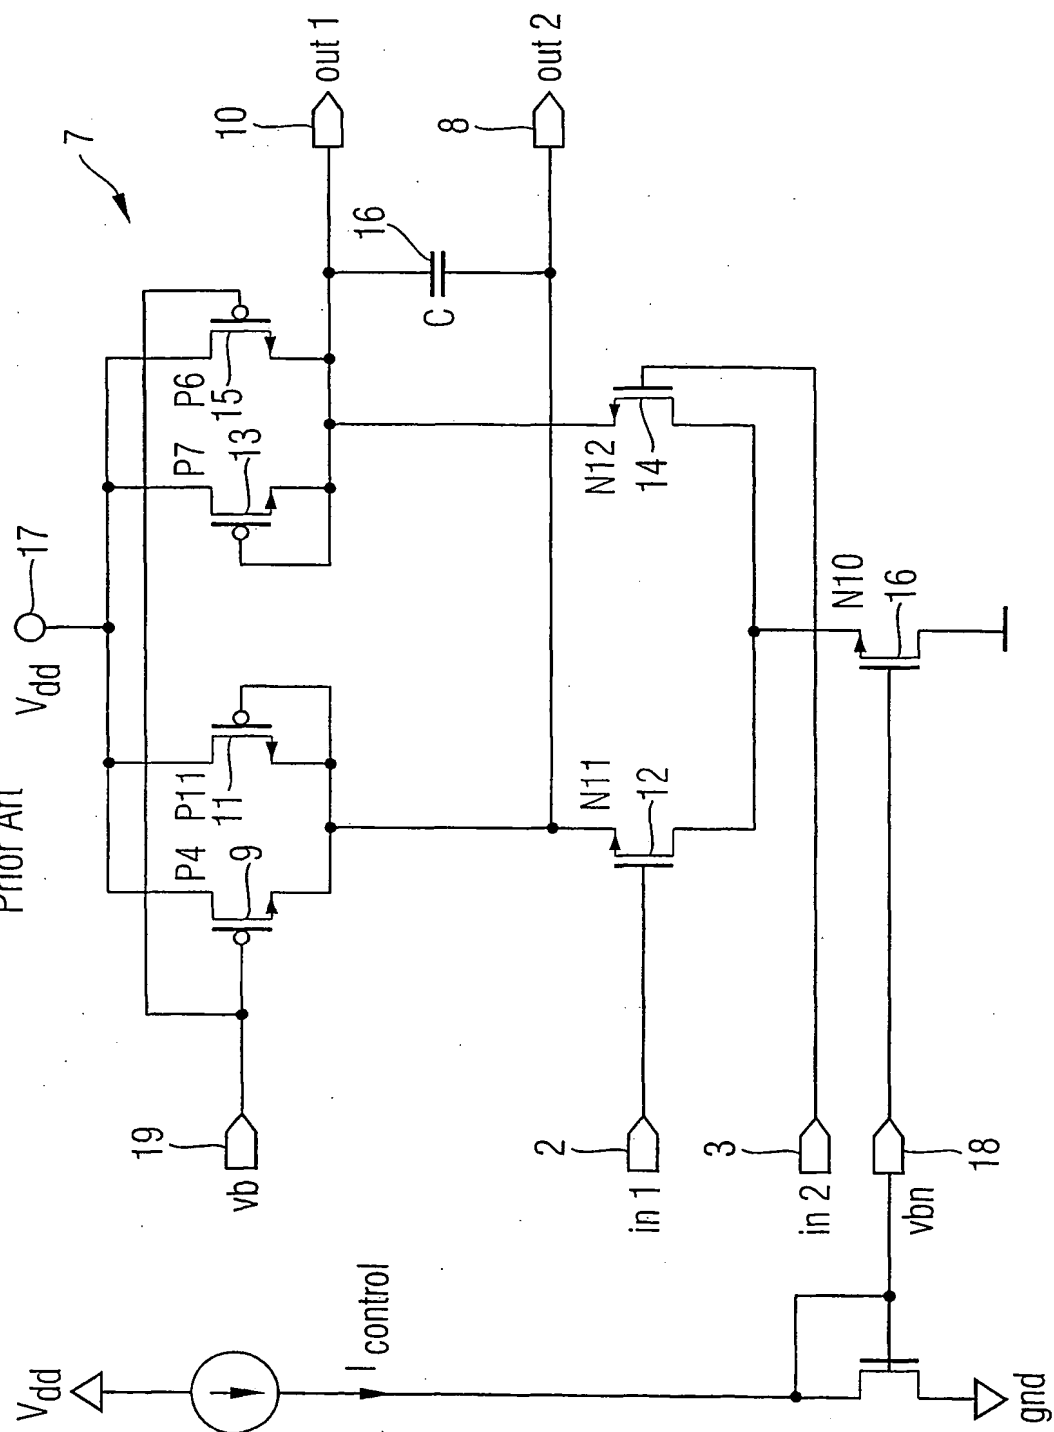 Prior Art
Vdd
17
7
P4
9
P11
11
P7
13
P6
15
10
out 1
16
C
8
out 2
19
vb
N11
12
N12
14
2
in 1
3
in 2
N10
16
18
vbn
Vdd
Icontrol
gnd